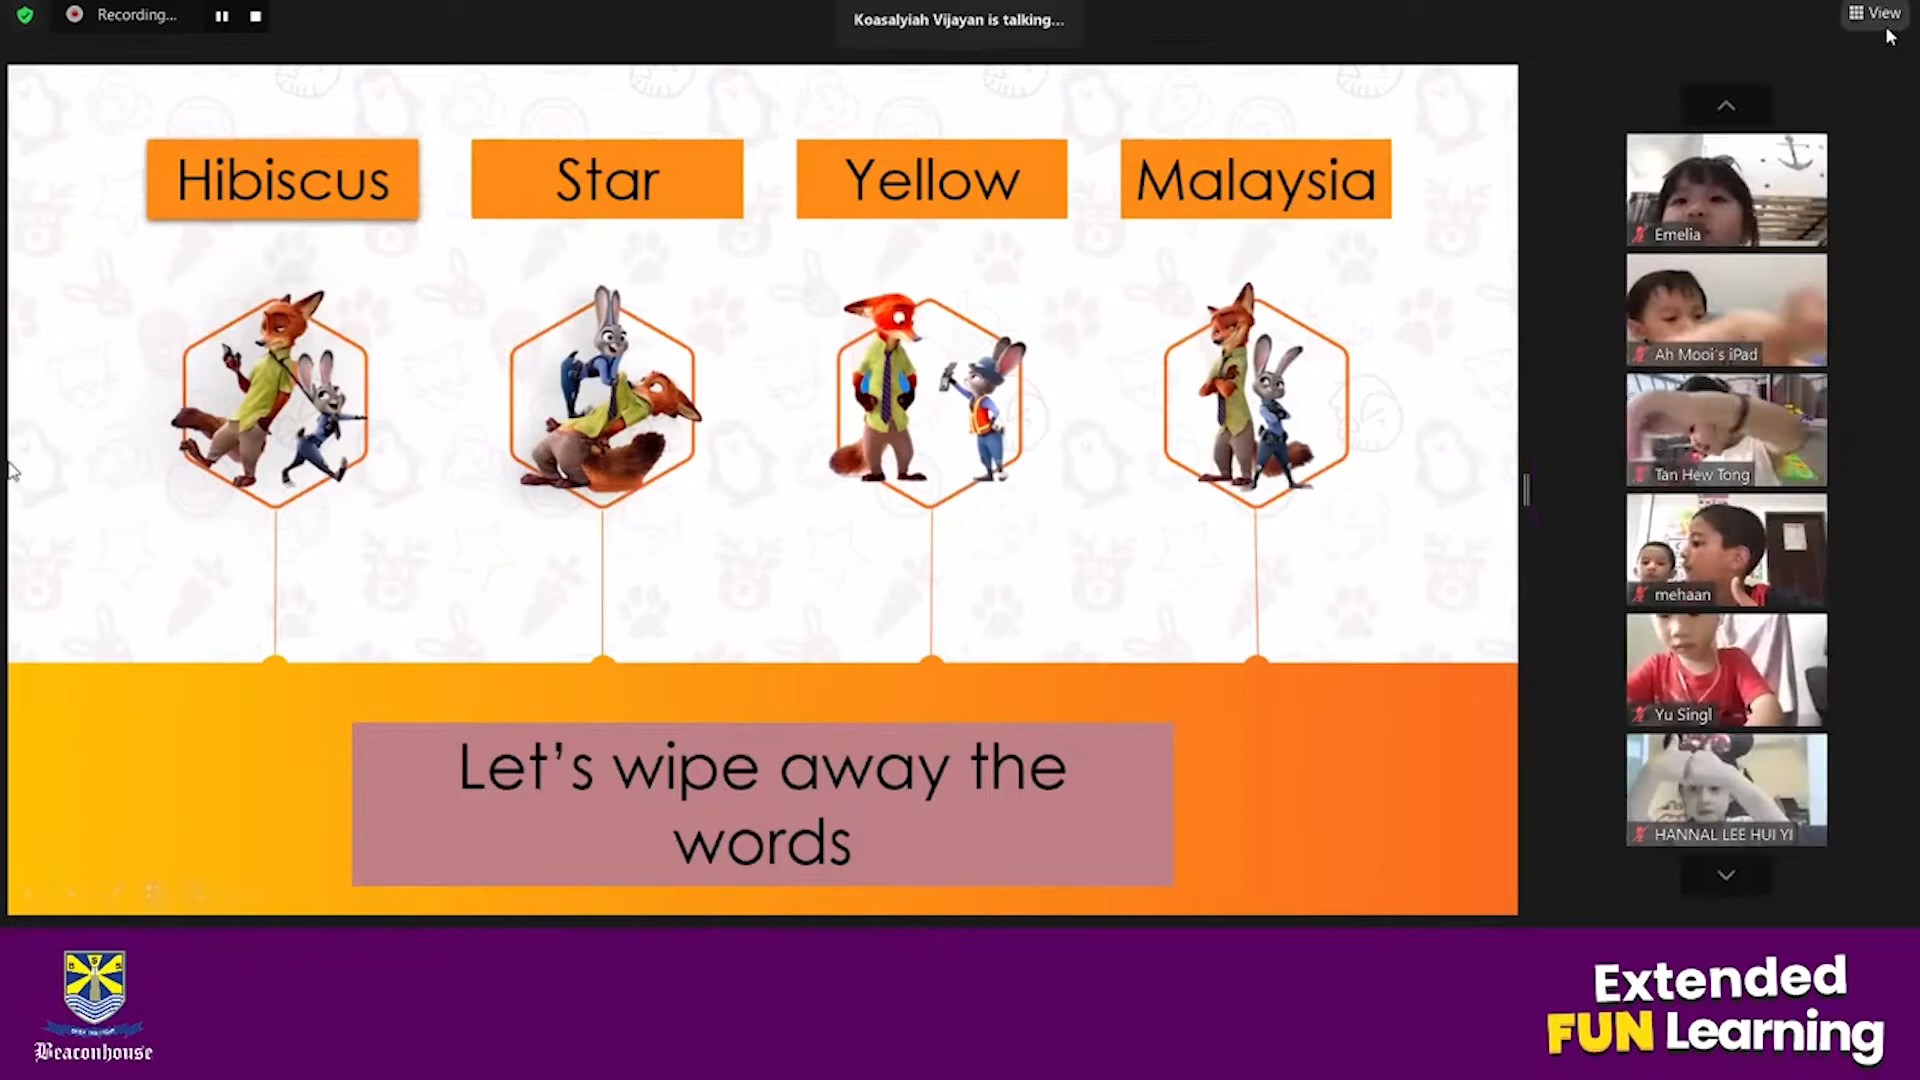 Recording...
Koasalyiah Vijayan is talking...
View
Hibiscus
Star
Yellow
Malaysia
Let's wipe away the
words
Emelia
Ah Mooi's iPad
Tan Hew Tong
mehaan
Yu Singl
HANNAL LEE HUI YI
Beaconhouse
Extended
FUN Learning